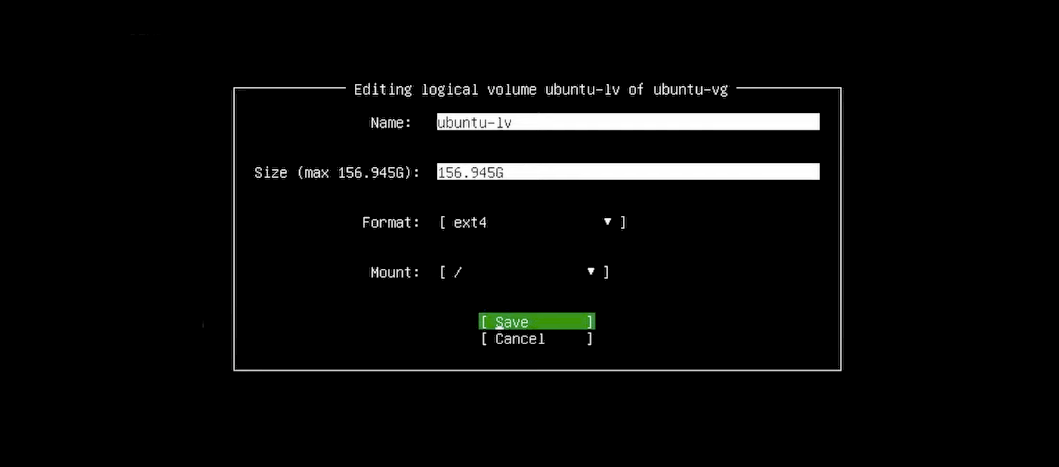 Editing logical volume ubuntu-lv of ubuntu-vg
Name: ubuntu-lv
Size (max 156.945G): 156.945G
Format: [ ext4 ▼ ]
Mount: [ / ▼ ]
[ Save ]
[ Cancel ]